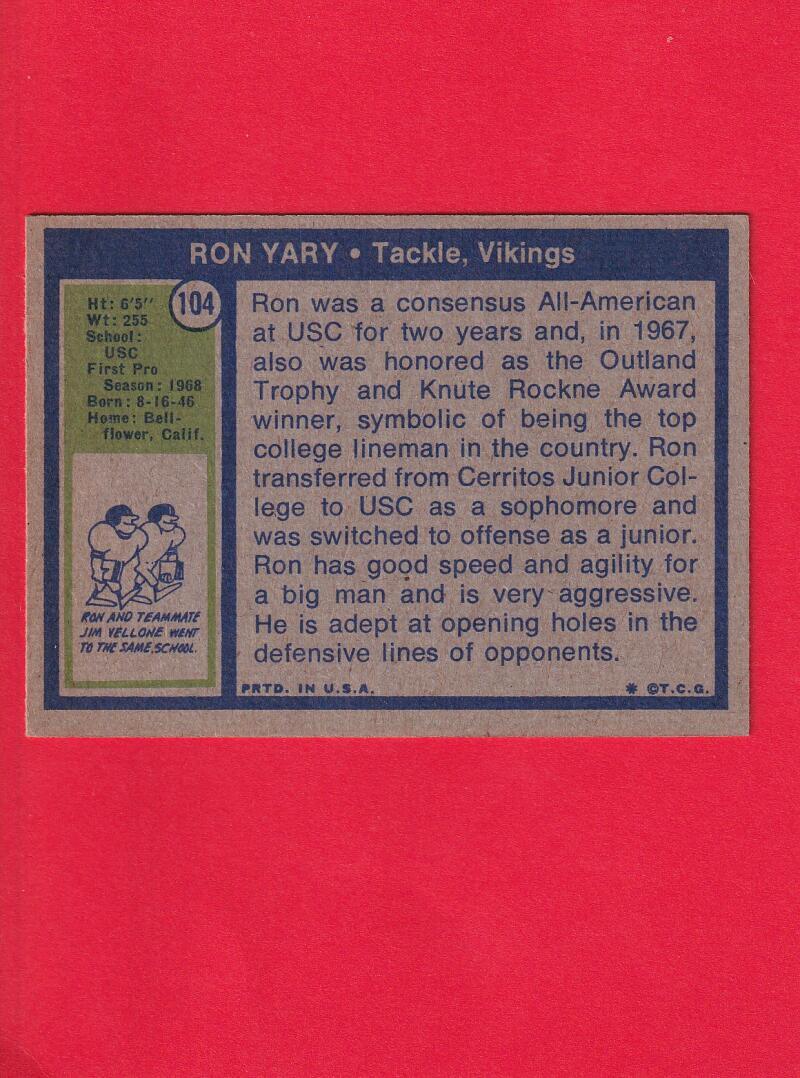 RON YARY • Tackle, Vikings
104
Ht: 6'5"
Wt: 255
School:
USC
First Pro
Season: 1968
Born: 8-16-46
Home: Bell-
flower, Calif.
RON AND TEAMMATE
JIM VELLONE WENT
TO THE SAME SCHOOL.
Ron was a consensus All-American
at USC for two years and, in 1967,
also was honored as the Outland
Trophy and Knute Rockne Award
winner, symbolic of being the top
college lineman in the country. Ron
transferred from Cerritos Junior Col-
lege to USC as a sophomore and
was switched to offense as a junior.
Ron has good speed and agility for
a big man and is very aggressive.
He is adept at opening holes in the
defensive lines of opponents.
PRTD. IN U.S.A.
* ©T.C.G.